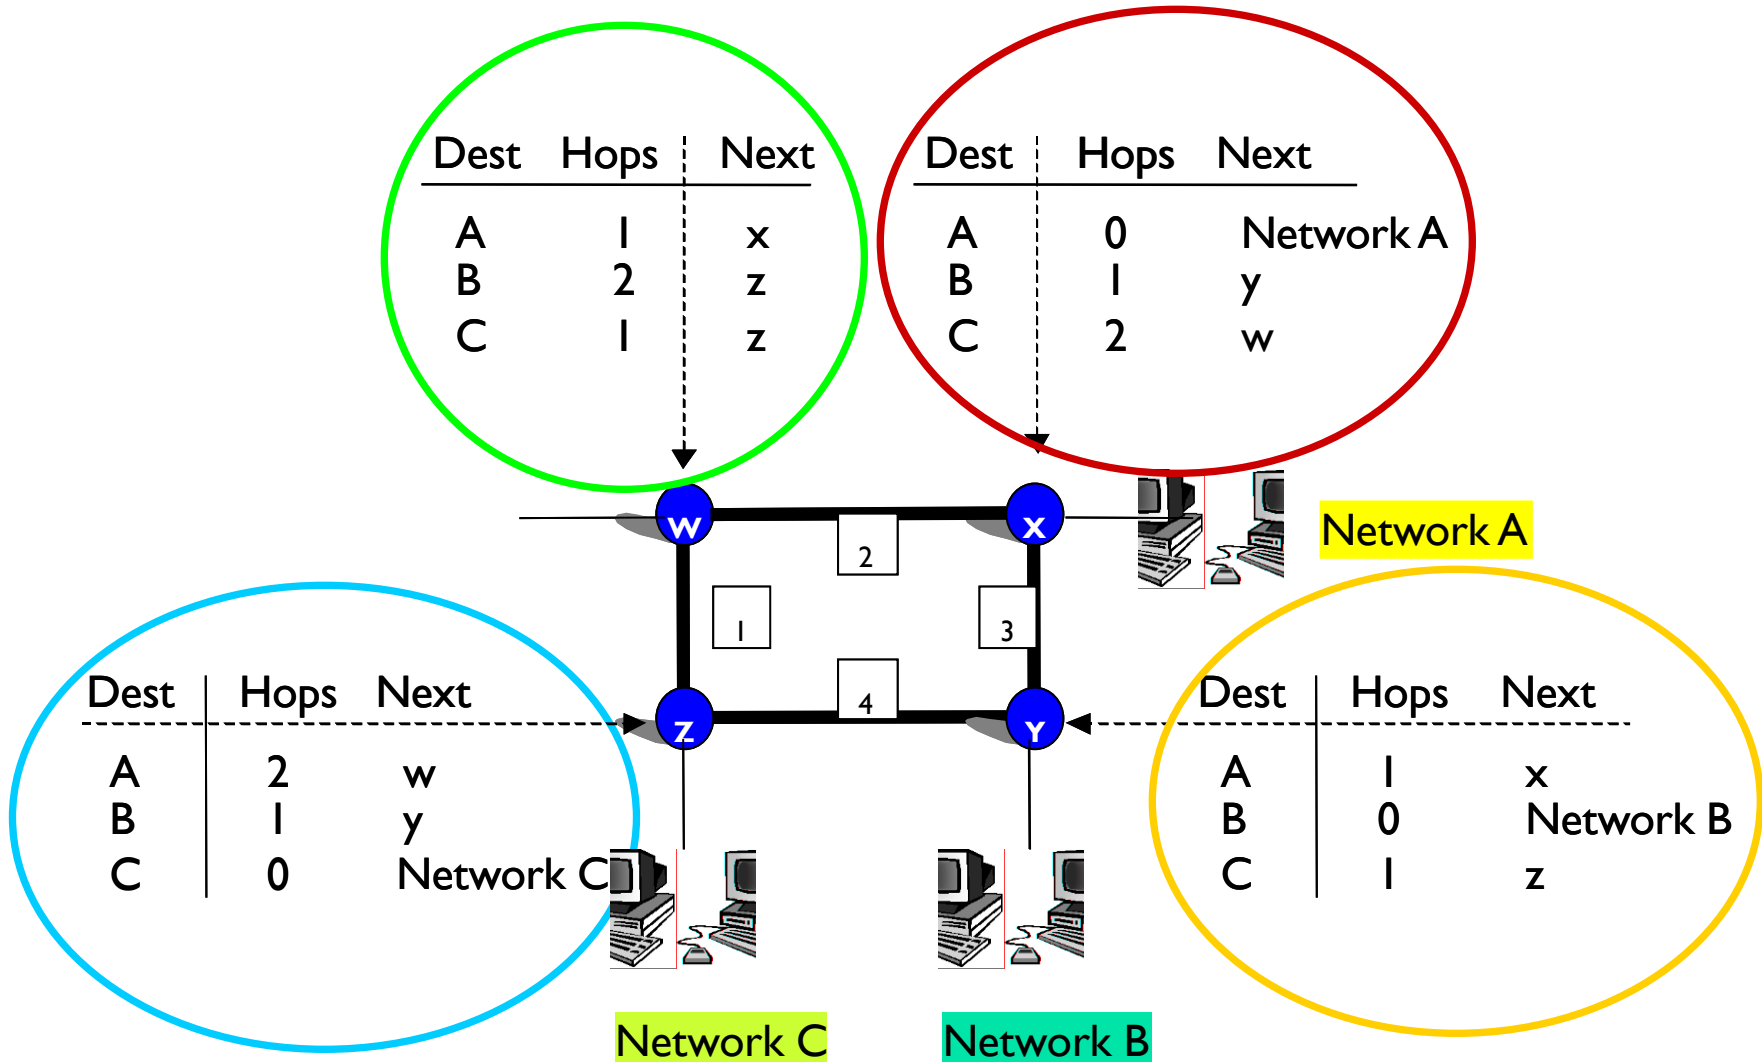 Dest Hops Next
A 1 x
B 2 z
C 1 z
Dest Hops Next
A 0 Network A
B 1 y
C 2 w
W
X
Network A
2
1
3
4
Z
Y
Dest Hops Next
A 2 w
B 1 y
C 0 Network C
Dest Hops Next
A 1 x
B 0 Network B
C 1 z
Network C
Network B